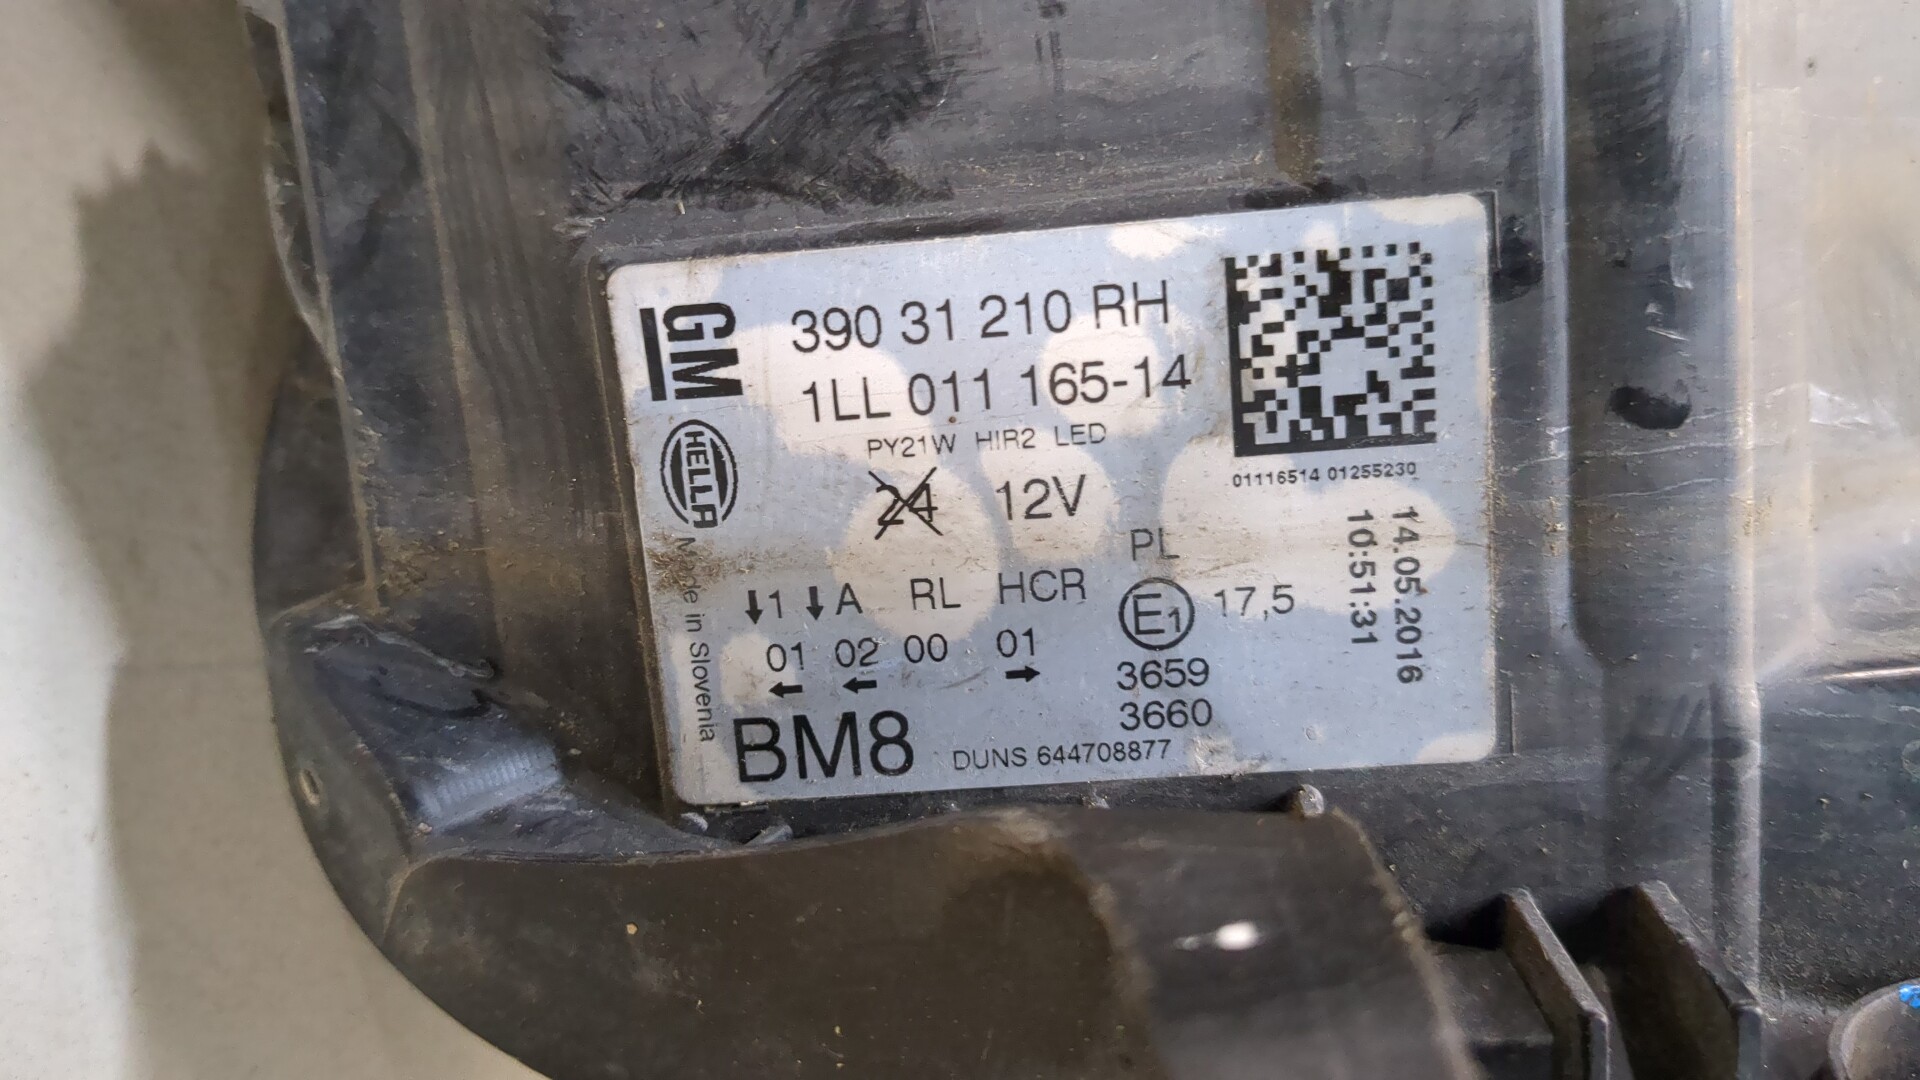 GM
390 31 210 RH
1LL 011 165-14
PY21W HIR2 LED
24 12V
HELLA
Made in Slovenia
01116514 01255230
14.05.2016
10:51:31
PL
↓1 ↓A RL HCR E1 17,5
01 02 00 01
← ← →
3659
3660
BM8 DUNS 644708877